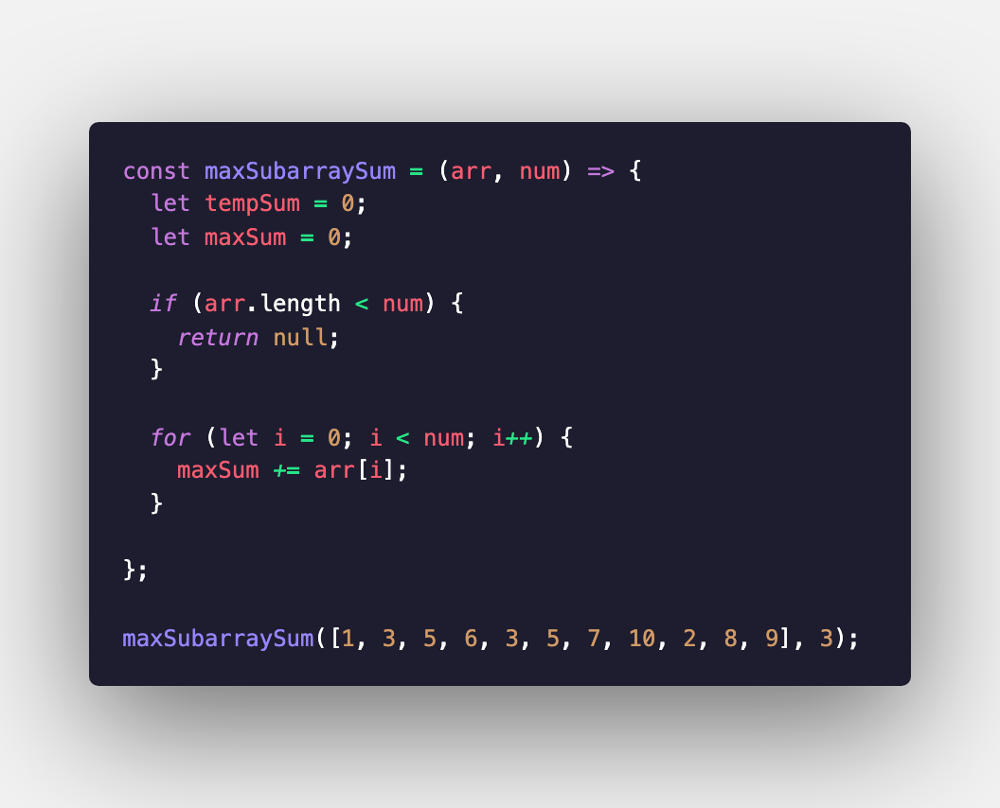 const maxSubarraySum = (arr, num) => {
  let tempSum = 0;
  let maxSum = 0;

  if (arr.length < num) {
    return null;
  }

  for (let i = 0; i < num; i++) {
    maxSum += arr[i];
  }

};

maxSubarraySum([1, 3, 5, 6, 3, 5, 7, 10, 2, 8, 9], 3);